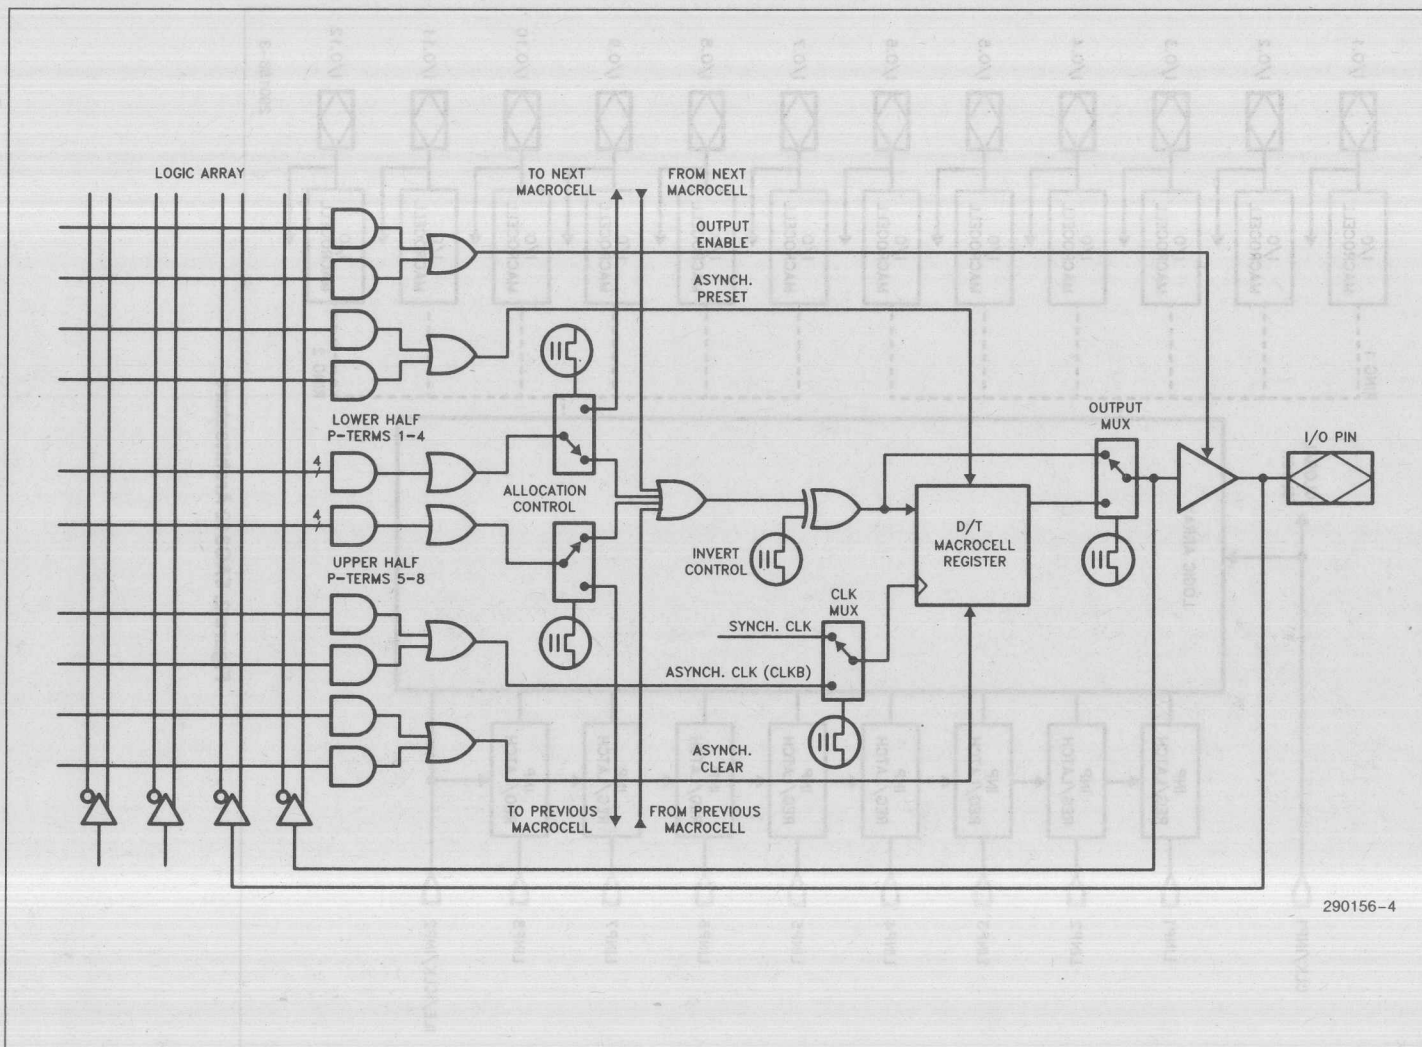 LOGIC ARRAY
TO NEXT
MACROCELL
FROM NEXT
MACROCELL
OUTPUT
ENABLE
ASYNCH.
PRESET
LOWER HALF
P-TERMS 1-4
4
ALLOCATION
CONTROL
4
UPPER HALF
P-TERMS 5-8
INVERT
CONTROL
D/T
MACROCELL
REGISTER
OUTPUT
MUX
I/O PIN
CLK
MUX
SYNCH. CLK
ASYNCH. CLK (CLKB)
ASYNCH.
CLEAR
TO PREVIOUS
MACROCELL
FROM PREVIOUS
MACROCELL
290156-4